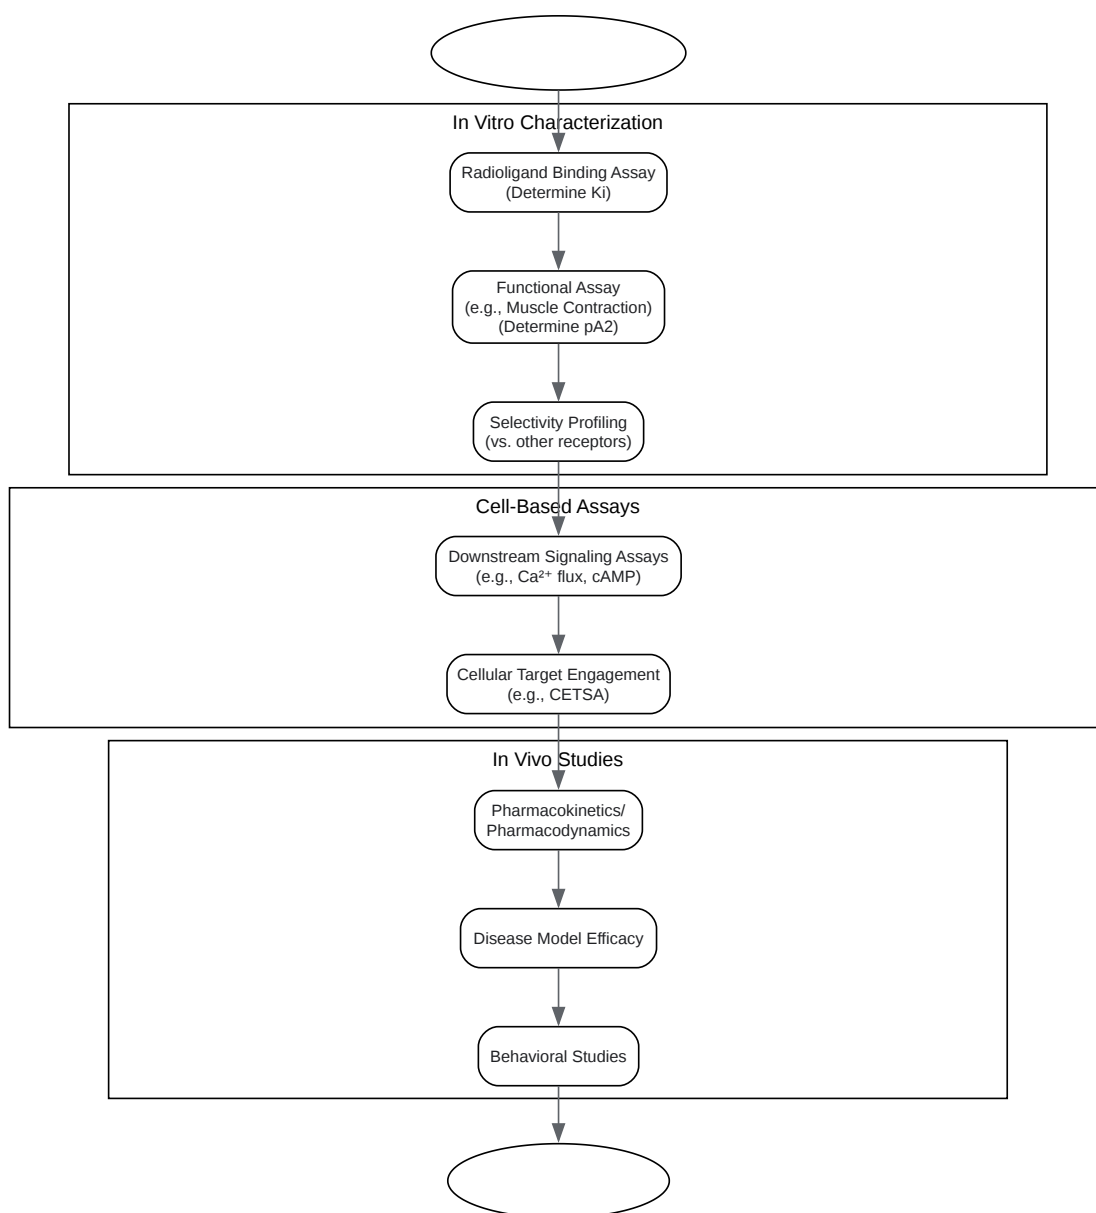 In Vitro Characterization
Radioligand Binding Assay
(Determine Ki)
Functional Assay
(e.g., Muscle Contraction)
(Determine pA2)
Selectivity Profiling
(vs. other receptors)
Cell-Based Assays
Downstream Signaling Assays
(e.g., Ca²⁺ flux, cAMP)
Cellular Target Engagement
(e.g., CETSA)
In Vivo Studies
Pharmacokinetics/
Pharmacodynamics
Disease Model Efficacy
Behavioral Studies